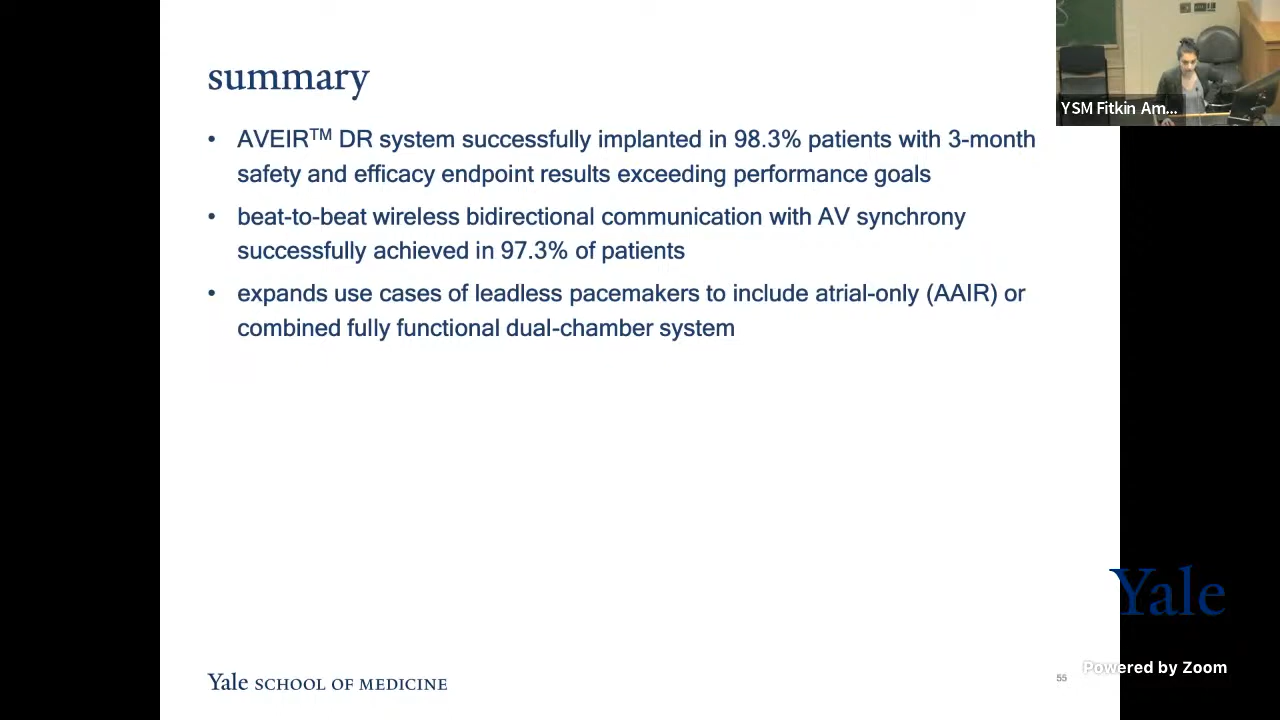 summary
• AVEIR™ DR system successfully implanted in 98.3% patients with 3-month
safety and efficacy endpoint results exceeding performance goals
• beat-to-beat wireless bidirectional communication with AV synchrony
successfully achieved in 97.3% of patients
• expands use cases of leadless pacemakers to include atrial-only (AAIR) or
combined fully functional dual-chamber system
YSM Fitkin Am...
Yale
Powered by Zoom
Yale SCHOOL OF MEDICINE
55